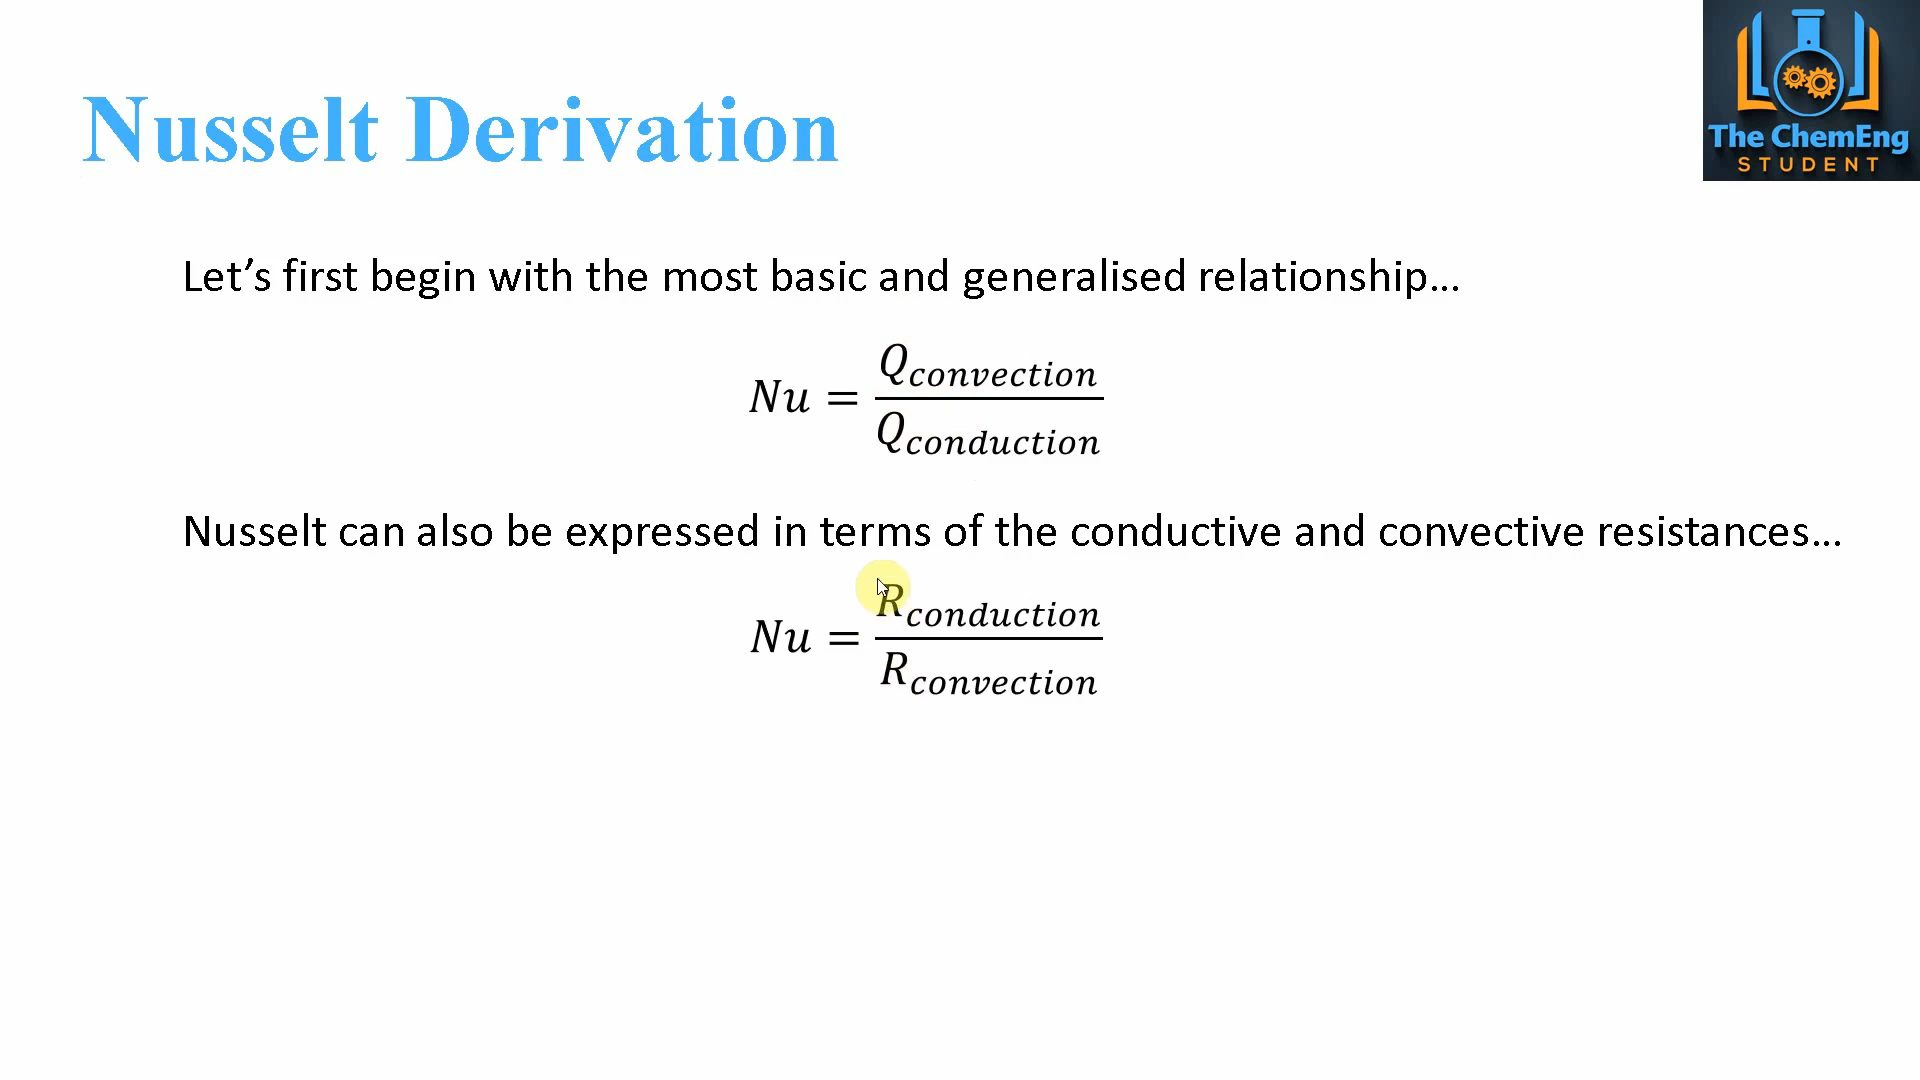 The ChemEng
STUDENT
Nusselt Derivation
Let’s first begin with the most basic and generalised relationship...
Nu = Q_convection / Q_conduction
Nusselt can also be expressed in terms of the conductive and convective resistances...
Nu = R_conduction / R_convection